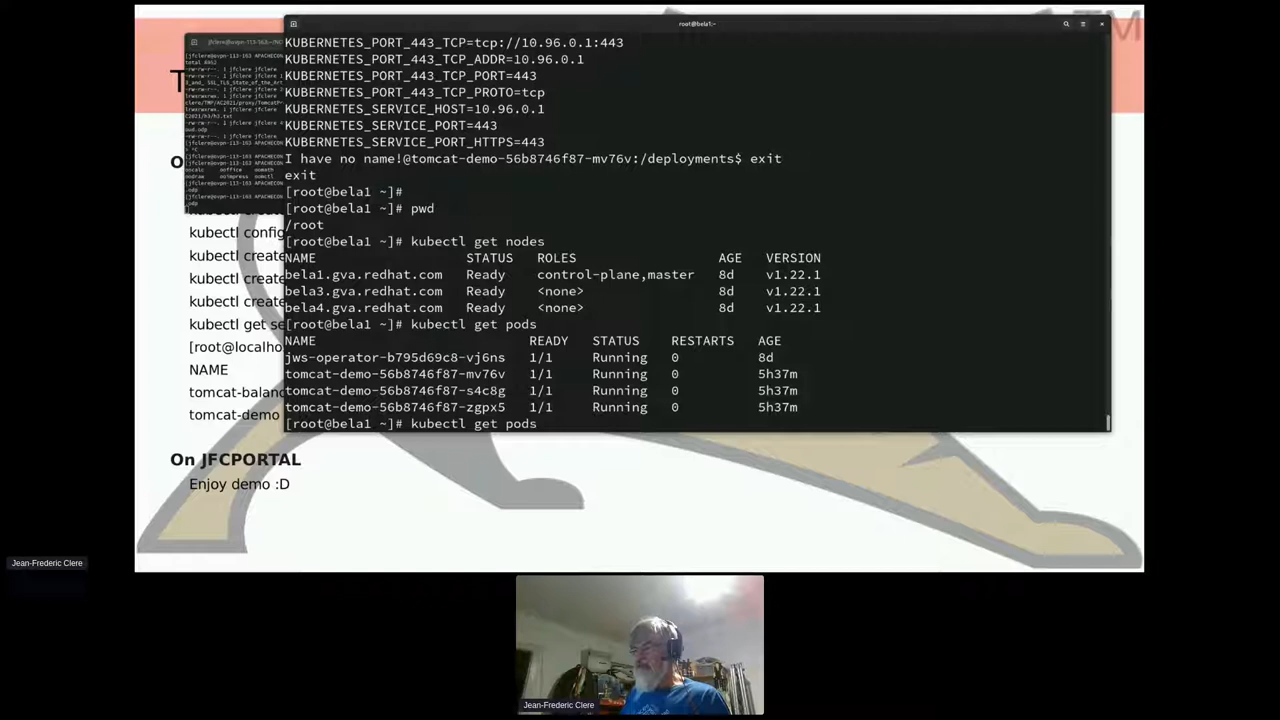 TM
root@bela1:~
KUBERNETES_PORT_443_TCP=tcp://10.96.0.1:443
KUBERNETES_PORT_443_TCP_ADDR=10.96.0.1
KUBERNETES_PORT_443_TCP_PORT=443
KUBERNETES_PORT_443_TCP_PROTO=tcp
KUBERNETES_SERVICE_HOST=10.96.0.1
KUBERNETES_SERVICE_PORT=443
KUBERNETES_SERVICE_PORT_HTTPS=443
I have no name!@tomcat-demo-56b8746f87-mv76v:/deployments$ exit
exit
[root@bela1 ~]#
[root@bela1 ~]# pwd
/root
[root@bela1 ~]# kubectl get nodes
NAME STATUS ROLES AGE VERSION
bela1.gva.redhat.com Ready control-plane,master 8d v1.22.1
bela3.gva.redhat.com Ready <none> 8d v1.22.1
bela4.gva.redhat.com Ready <none> 8d v1.22.1
[root@bela1 ~]# kubectl get pods
NAME READY STATUS RESTARTS AGE
jws-operator-b795d69c8-vj6ns 1/1 Running 0 8d
tomcat-demo-56b8746f87-mv76v 1/1 Running 0 5h37m
tomcat-demo-56b8746f87-s4c8g 1/1 Running 0 5h37m
tomcat-demo-56b8746f87-zgpx5 1/1 Running 0 5h37m
[root@bela1 ~]# kubectl get pods
kubectl config
kubectl create
kubectl create
kubectl create
kubectl get se
[root@localho
NAME
tomcat-balanc
tomcat-demo
On JFCPORTAL
Enjoy demo :D
Jean-Frederic Clere
Jean-Frederic Clere